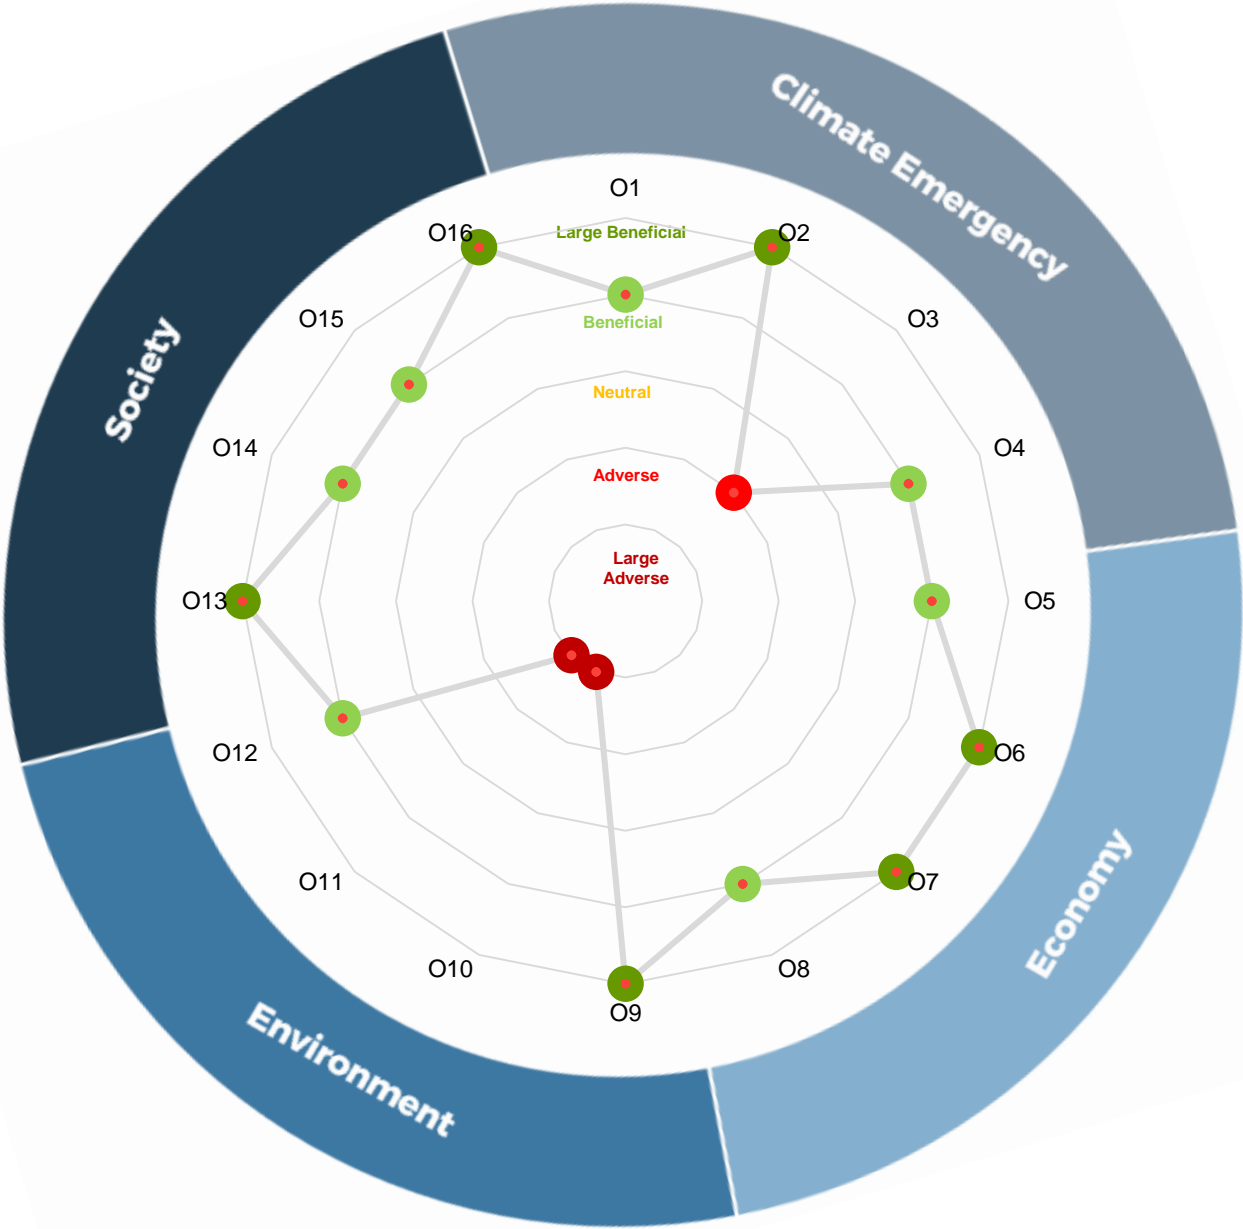 Climate Emergency
Society
Economy
Environment
O1
O2
O3
O4
O5
O6
O7
O8
O9
O10
O11
O12
O13
O14
O15
O16
Large Beneficial
Beneficial
Neutral
Adverse
Large
Adverse